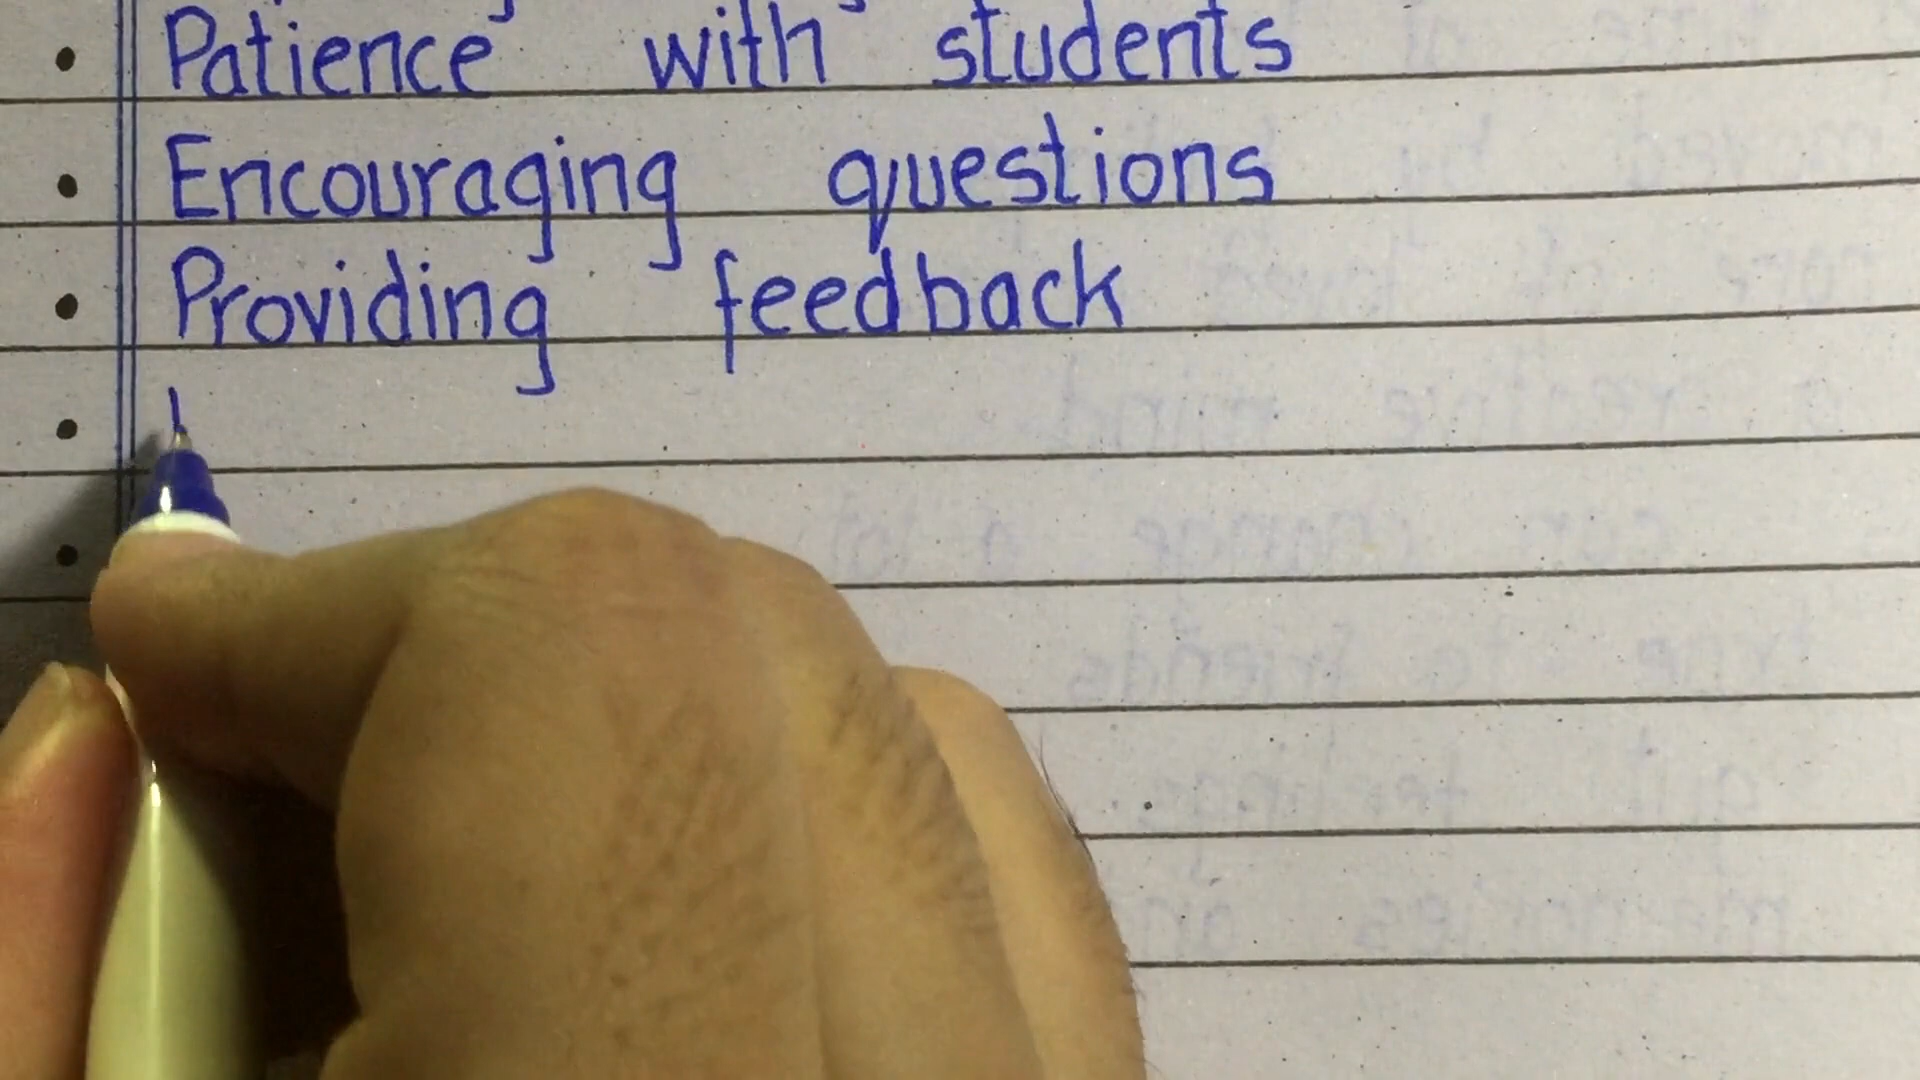 • Patience with students
• Encouraging questions
• Providing feedback